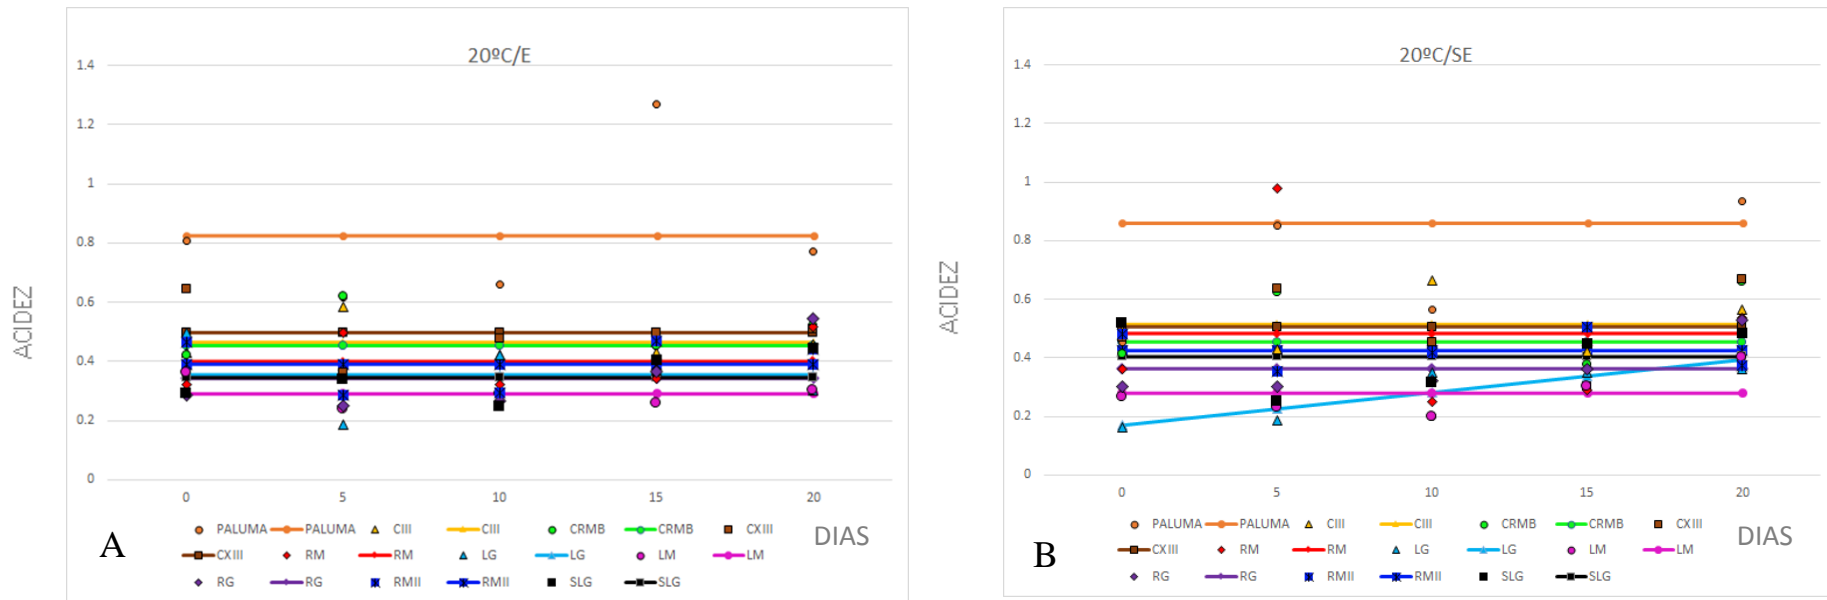 20ºC/E
1.4
1.2
1
0.8
0.6
0.4
0.2
0
ACIDEZ
0 5 10 15 20
DIAS
PALUMA PALUMA CIII CIII CRMB CRMB CXIII
CXIII RM RM LG LG LM LM
RG RG RMII RMII SLG SLG
A
20ºC/SE
1.4
1.2
1
0.8
0.6
0.4
0.2
0
ACIDEZ
0 5 10 15 20
DIAS
PALUMA PALUMA CIII CIII CRMB CRMB CXIII
CXIII RM RM LG LG LM LM
RG RG RMII RMII SLG SLG
B